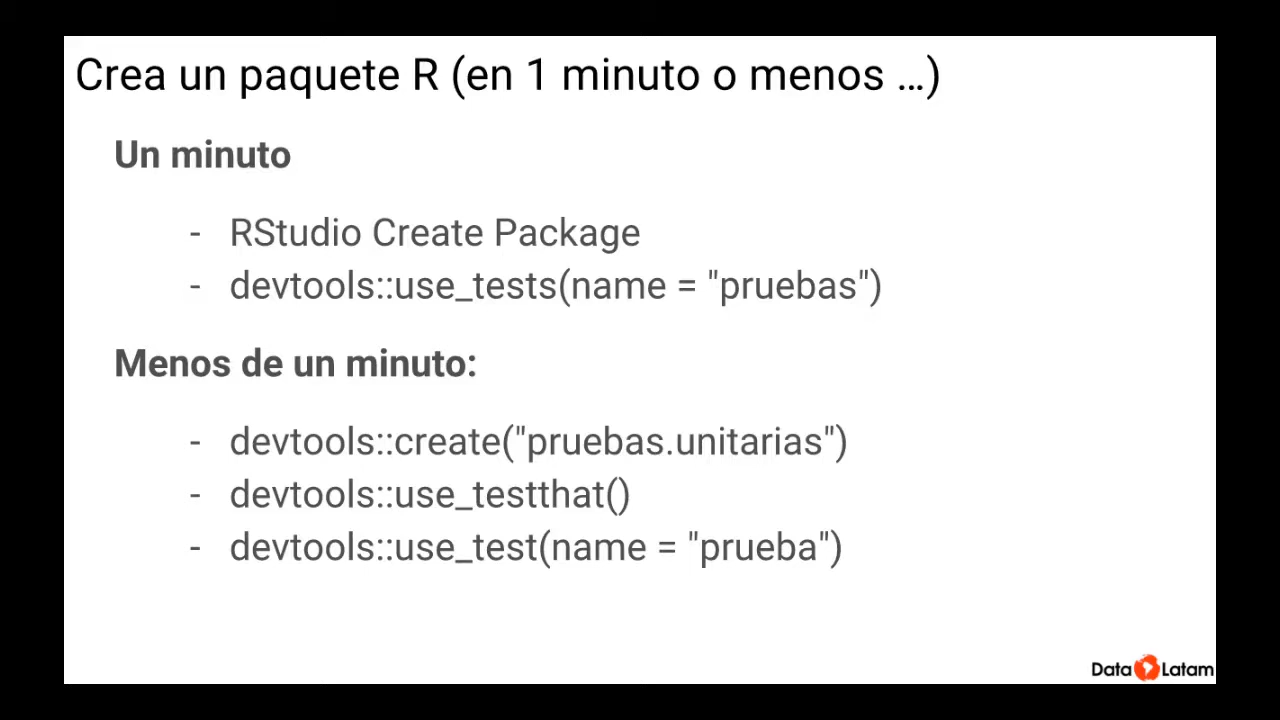 Crea un paquete R (en 1 minuto o menos ...)
Un minuto
- RStudio Create Package
- devtools::use_tests(name = "pruebas")
Menos de un minuto:
- devtools::create("pruebas.unitarias")
- devtools::use_testthat()
- devtools::use_test(name = "prueba")
Data Latam